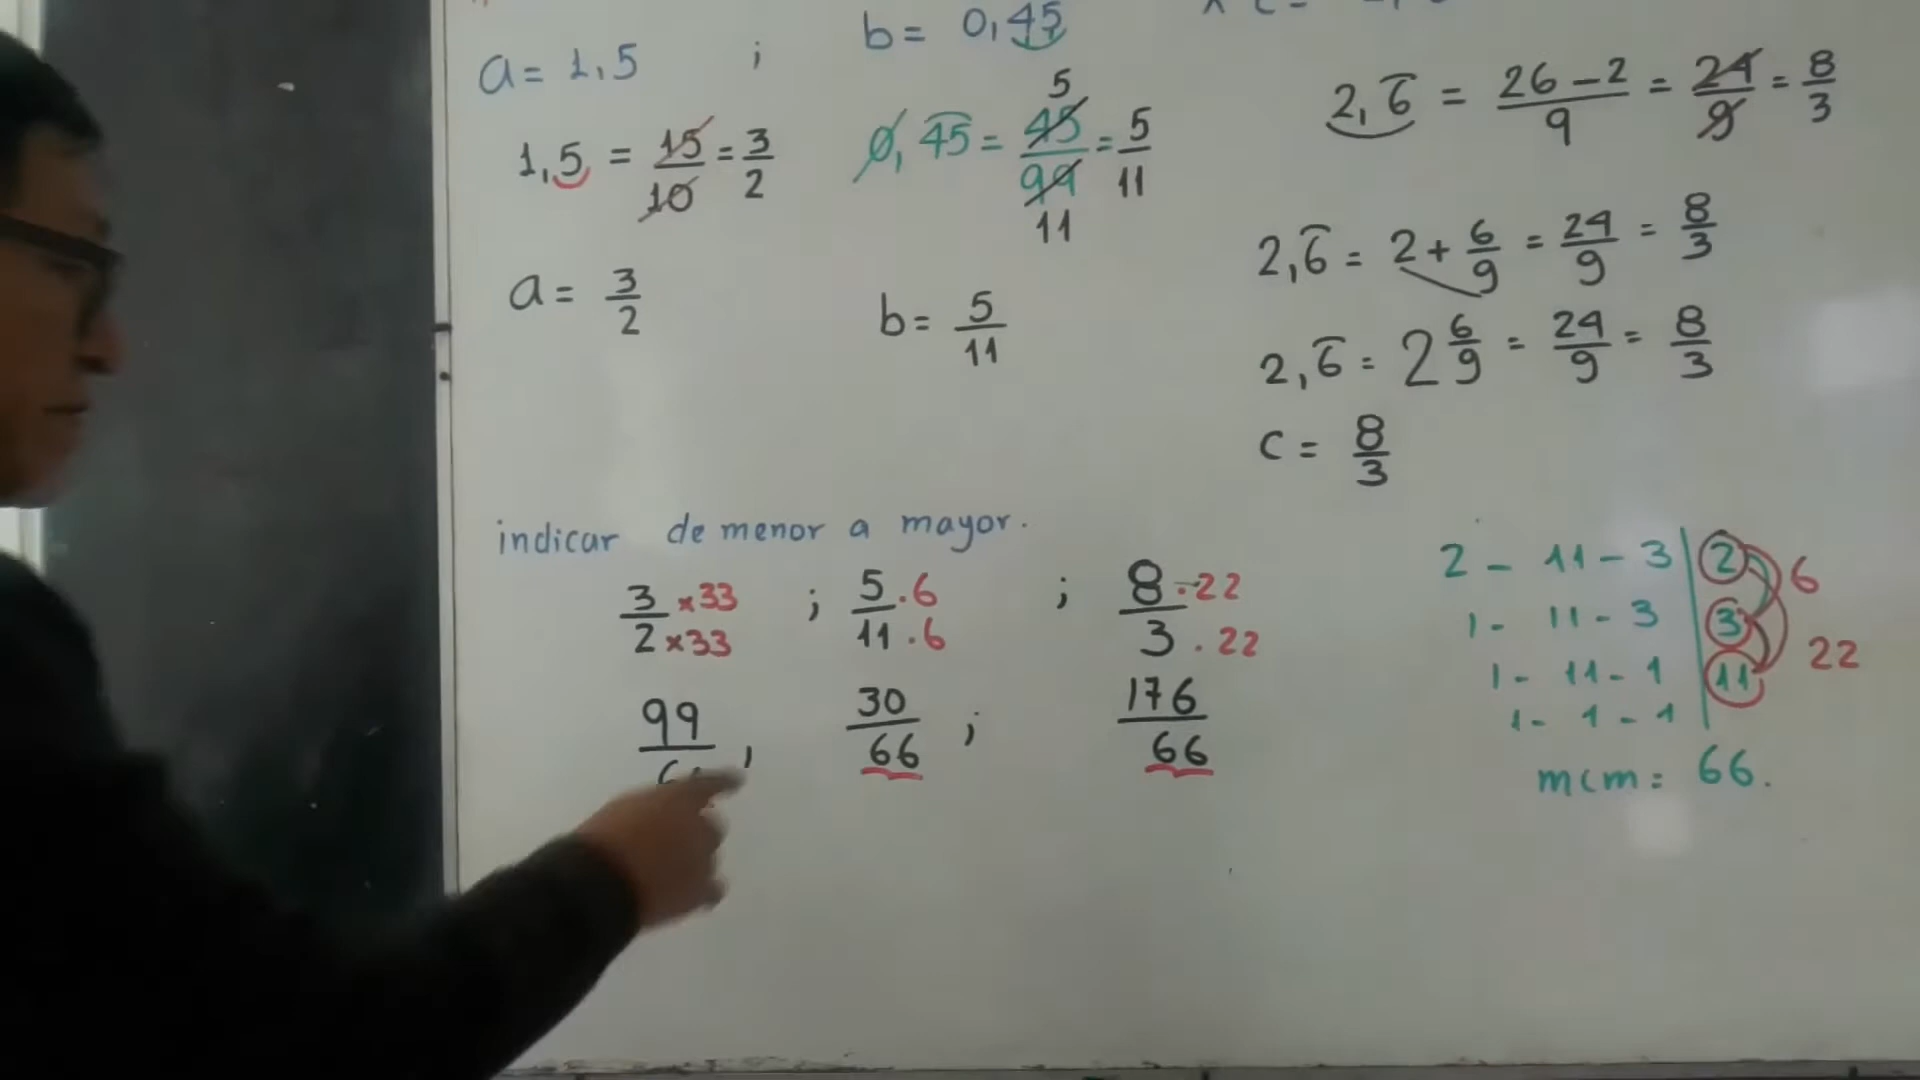 a = 1,5 ; b = 0,45
1,5 = 15/10 = 3/2
0,4̅5̅ = 45/99 = 5/11
5
11
a = 3/2
b = 5/11
2,6̅ = 26 - 2/9 = 24/9 = 8/3
2,6̅ = 2 + 6/9 = 24/9 = 8/3
2,6̅ = 2 6/9 = 24/9 = 8/3
c = 8/3
indicar de menor a mayor.
3/2 ×33/×33 ; 5/11 .6/.6 ; 8/3 .22/.22
99 , 30/66 ; 176/66
2 - 11 - 3 | 2
1 - 11 - 3 | 3
1 - 11 - 1 | 11
1 - 1 - 1
6
22
mcm = 66.